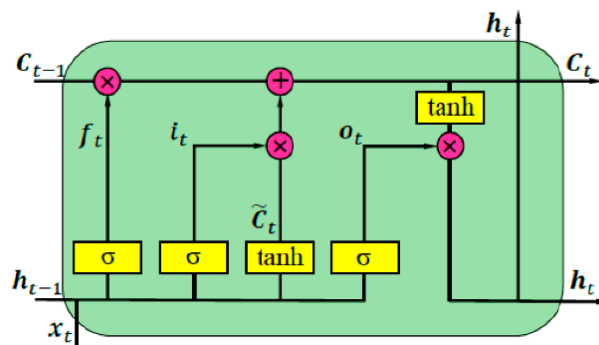 h_t
C_{t-1} × + C_t
tanh
f_t i_t × o_t ×
C̃_t
σ σ tanh σ
h_{t-1} h_t
x_t